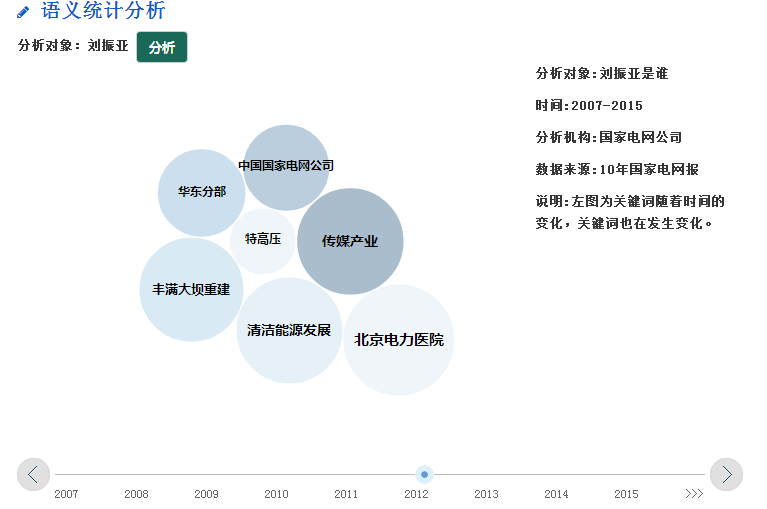 语义统计分析
分析对象：刘振亚 分析
分析对象:刘振亚是谁
时间:2007-2015
分析机构:国家电网公司
数据来源:10年国家电网报
说明:左图为关键词随着时间的
变化，关键词也在发生变化。
中国国家电网公司
华东分部
特高压
传媒产业
丰满大坝重建
清洁能源发展
北京电力医院
2007 2008 2009 2010 2011 2012 2013 2014 2015 >>>